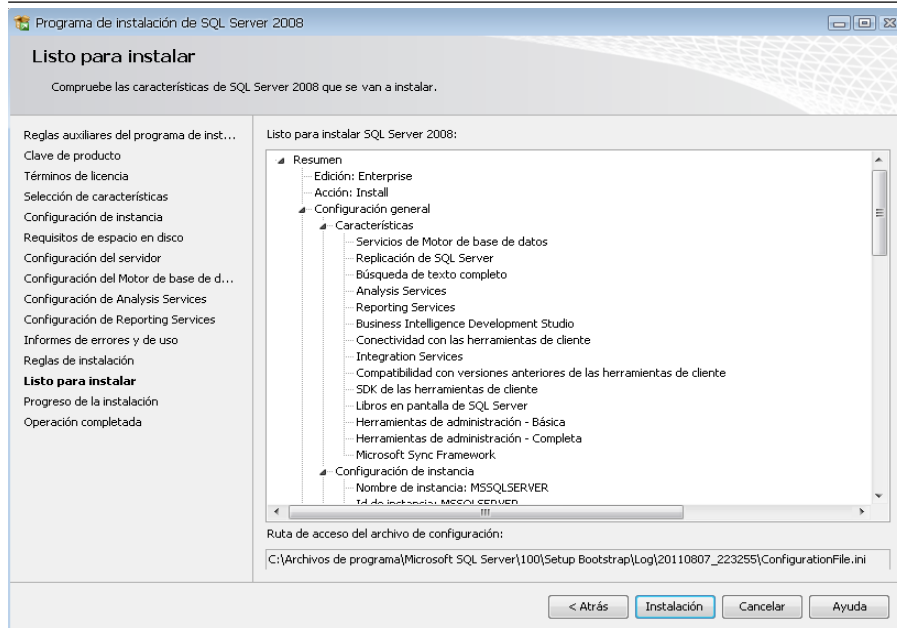 Programa de instalación de SQL Server 2008
Listo para instalar
Compruebe las características de SQL Server 2008 que se van a instalar.
Reglas auxiliares del programa de inst...
Clave de producto
Términos de licencia
Selección de características
Configuración de instancia
Requisitos de espacio en disco
Configuración del servidor
Configuración del Motor de base de d...
Configuración de Analysis Services
Configuración de Reporting Services
Informes de errores y de uso
Reglas de instalación
Listo para instalar
Progreso de la instalación
Operación completada
Listo para instalar SQL Server 2008:
Resumen
Edición: Enterprise
Acción: Install
Configuración general
Características
Servicios de Motor de base de datos
Replicación de SQL Server
Búsqueda de texto completo
Analysis Services
Reporting Services
Business Intelligence Development Studio
Conectividad con las herramientas de cliente
Integration Services
Compatibilidad con versiones anteriores de las herramientas de cliente
SDK de las herramientas de cliente
Libros en pantalla de SQL Server
Herramientas de administración - Básica
Herramientas de administración - Completa
Microsoft Sync Framework
Configuración de instancia
Nombre de instancia: MSSQLSERVER
Id de instancia: MSSQLSERVER
Ruta de acceso del archivo de configuración:
C:\Archivos de programa\Microsoft SQL Server\100\Setup Bootstrap\Log\20110807_223255\ConfigurationFile.ini
< Atrás
Instalación
Cancelar
Ayuda